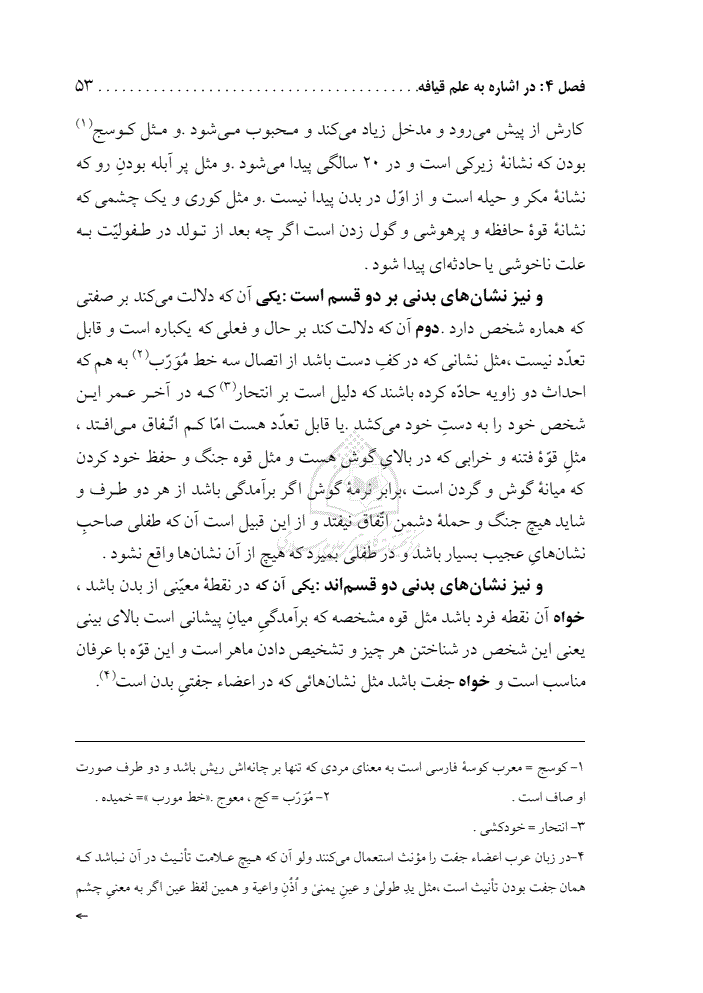 فصل ۴: در اشاره به علم قیافه. . . . . . . . . . . . . . . . . . . . . . . . . . . . . . . . . . . . . . . . . ۵۳
کارش از پیش می‌رود و مدخل زیاد می‌کند و محبوب می‌شود .و مثل کوسج(۱)
بودن که نشانهٔ زیرکی است و در ۲۰ سالگی پیدا می‌شود .و مثل پر آبله بودنِ رو که
نشانهٔ مکر و حیله است و از اوّل در بدن پیدا نیست .و مثل کوری و یک چشمی که
نشانهٔ قوهٔ حافظه و پرهوشی و گول زدن است اگر چه بعد از تولد در طفولیّت به
علت ناخوشی یا حادثه‌ای پیدا شود .
و نیز نشان‌های بدنی بر دو قسم است :یکی آن که دلالت می‌کند بر صفتی
که هماره شخص دارد .دوم آن که دلالت کند بر حال و فعلی که یکباره است و قابل
تعدّد نیست ،مثل نشانی که در کفِ دست باشد از اتصال سه خط مُوَرّب(۲) به هم که
احداث دو زاویه حادّه کرده باشند که دلیل است بر انتحار(۳) که در آخر عمر این
شخص خود را به دستِ خود می‌کشد .یا قابل تعدّد هست امّا کم اتّفاق می‌افتد ،
مثلِ قوّهٔ فتنه و خرابی که در بالایِ گوش هست و مثل قوه جنگ و حفظ خود کردن
که میانهٔ گوش و گردن است ،برابر نرمهٔ گوش اگر برآمدگی باشد از هر دو طرف و
شاید هیچ جنگ و حملهٔ دشمن اتّفاق نیفتد و از این قبیل است آن که طفلی صاحبِ
نشان‌هایِ عجیب بسیار باشد و در طفلی بمیرد که هیچ از آن نشان‌ها واقع نشود .
و نیز نشان‌های بدنی دو قسم‌اند :یکی آن که در نقطهٔ معیّنی از بدن باشد ،
خواه آن نقطه فرد باشد مثل قوه مشخصه که برآمدگیِ میانِ پیشانی است بالای بینی
یعنی این شخص در شناختن هر چیز و تشخیص دادن ماهر است و این قوّه با عرفان
مناسب است و خواه جفت باشد مثل نشان‌هائی که در اعضاء جفتیِ بدن است(۴).
۱- کوسج = معرب کوسهٔ فارسی است به معنای مردی که تنها بر چانه‌اش ریش باشد و دو طرف صورت
او صاف است . ۲- مُوَرّب = کج ، معوج .«خط مورب »= خمیده .
۳- انتحار = خودکشی .
۴-در زبان عرب اعضاء جفت را مؤنث استعمال می‌کنند ولو آن که هیچ علامت تأنیث در آن نباشد که
همان جفت بودن تأنیث است ،مثل یدِ طولیٰ و عینِ یمنیٰ و اُذُنِ واعیة و همین لفظ عین اگر به معنیِ چشم
←